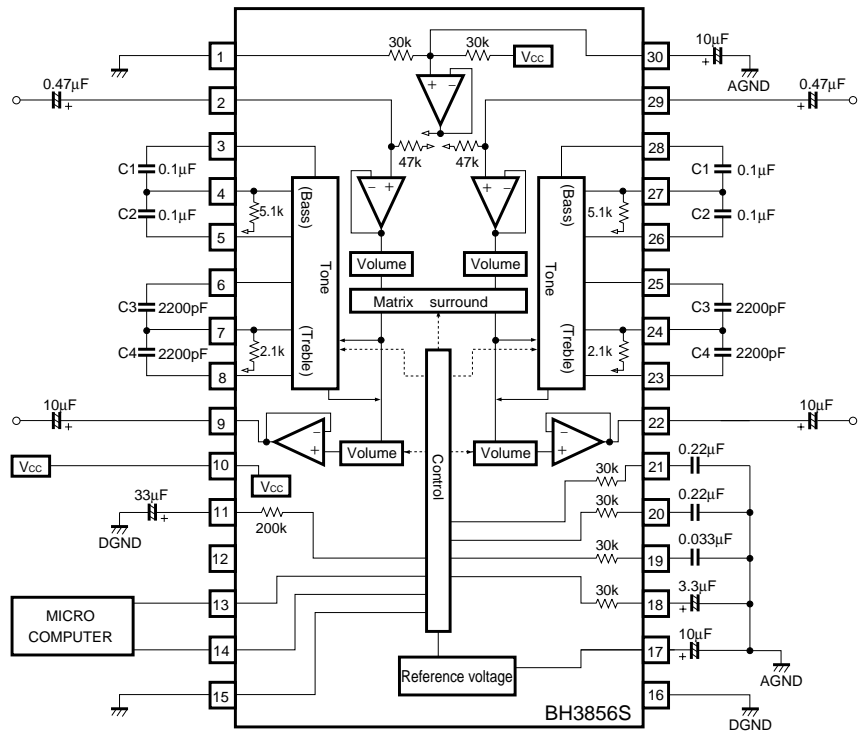 30k 30k 10µF
1 Vcc 30
AGND
0.47µF + − 0.47µF
2 29
3 47k 47k 28
C1 0.1µF − + − + C1 0.1µF
4 (Bass) (Bass) 27
5.1k 5.1k
C2 0.1µF C2 0.1µF
5 Volume Volume 26
Tone Tone
6 25
Matrix surround
C3 2200pF C3 2200pF
7 24
(Treble) (Treble)
2.1k 2.1k
C4 2200pF C4 2200pF
8 23
10µF 10µF
9 − + − + 22
Volume Volume
Control
Vcc 10 30k 21 0.22µF
Vcc
33µF 30k 0.22µF
11 200k 20
DGND
12 30k 19 0.033µF
MICRO COMPUTER
13 30k 18 3.3µF
14 10µF
17
Reference voltage
AGND
15 16
BH3856S DGND